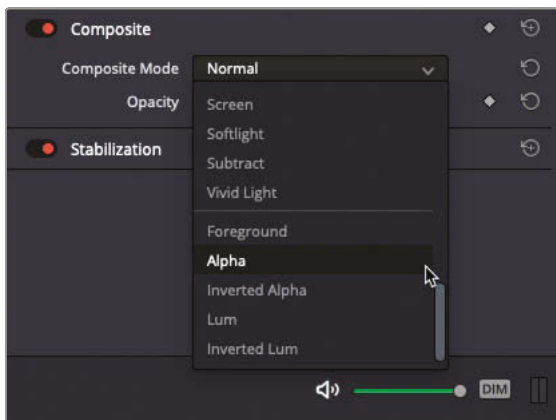 Composite
Composite Mode Normal
Opacity
Screen
Softlight
Stabilization
Subtract
Vivid Light
Foreground
Alpha
Inverted Alpha
Lum
Inverted Lum
DIM